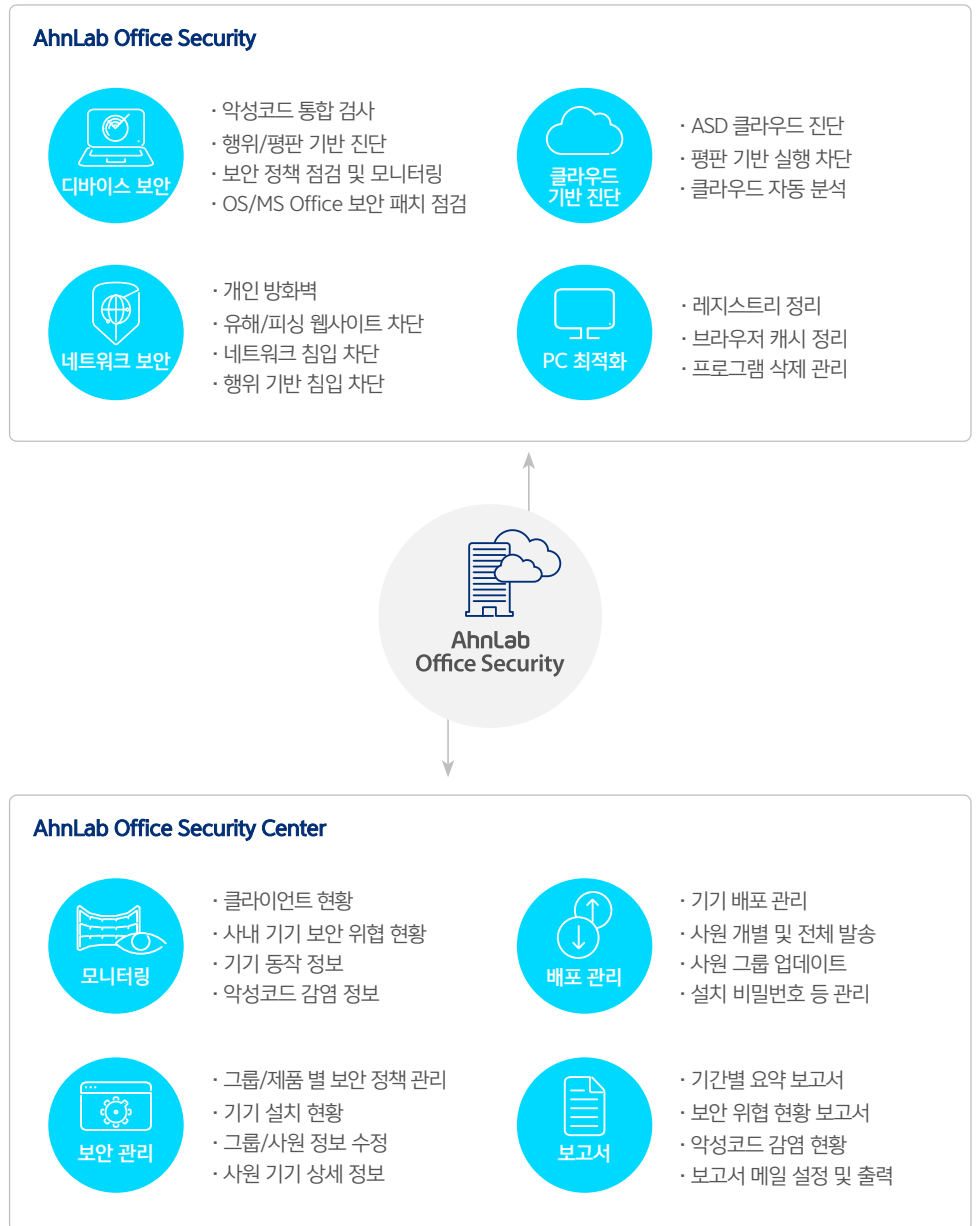 AhnLab Office Security
디바이스 보안
· 악성코드 통합 검사
· 행위/평판 기반 진단
· 보안 정책 점검 및 모니터링
· OS/MS Office 보안 패치 점검
클라우드
기반 진단
· ASD 클라우드 진단
· 평판 기반 실행 차단
· 클라우드 자동 분석
네트워크 보안
· 개인 방화벽
· 유해/피싱 웹사이트 차단
· 네트워크 침입 차단
· 행위 기반 침입 차단
PC 최적화
· 레지스트리 정리
· 브라우저 캐시 정리
· 프로그램 삭제 관리
AhnLab
Office Security
AhnLab Office Security Center
모니터링
· 클라이언트 현황
· 사내 기기 보안 위협 현황
· 기기 동작 정보
· 악성코드 감염 정보
배포 관리
· 기기 배포 관리
· 사원 개별 및 전체 발송
· 사원 그룹 업데이트
· 설치 비밀번호 등 관리
보안 관리
· 그룹/제품 별 보안 정책 관리
· 기기 설치 현황
· 그룹/사원 정보 수정
· 사원 기기 상세 정보
보고서
· 기간별 요약 보고서
· 보안 위협 현황 보고서
· 악성코드 감염 현황
· 보고서 메일 설정 및 출력